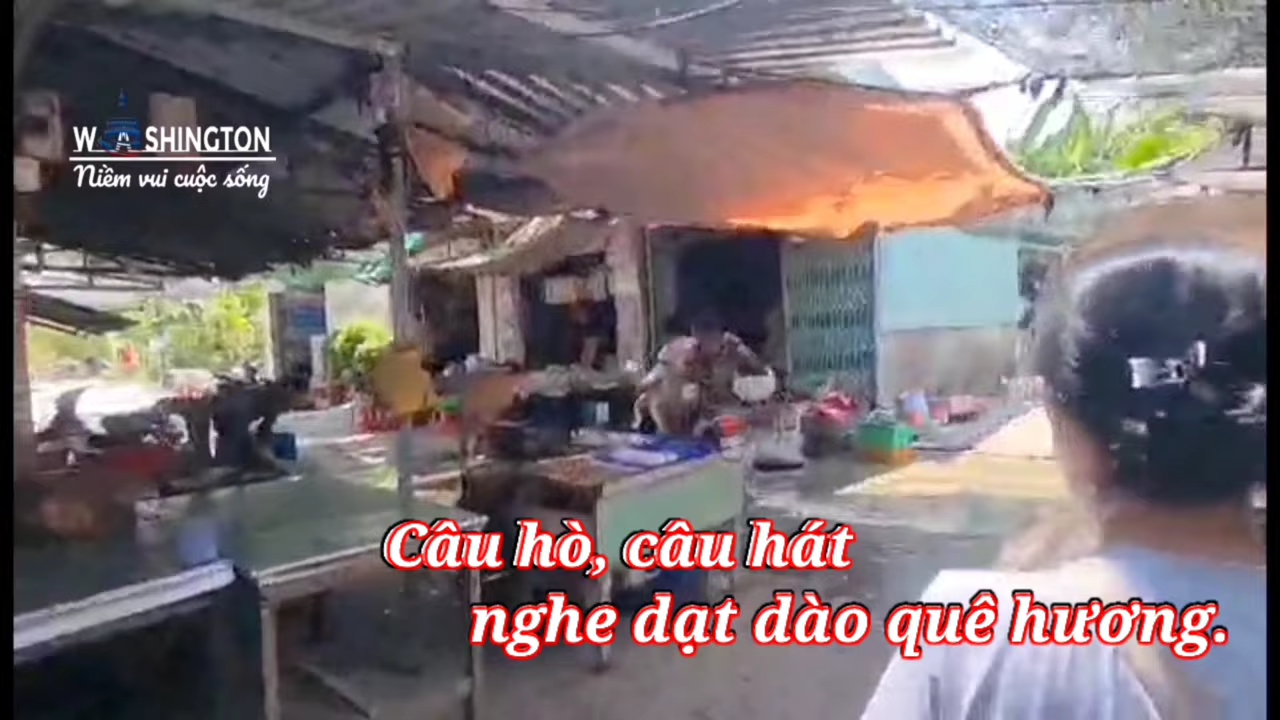 WASHINGTON
Niềm vui cuộc sống
Câu hò, câu hát
nghe dạt dào quê hương.